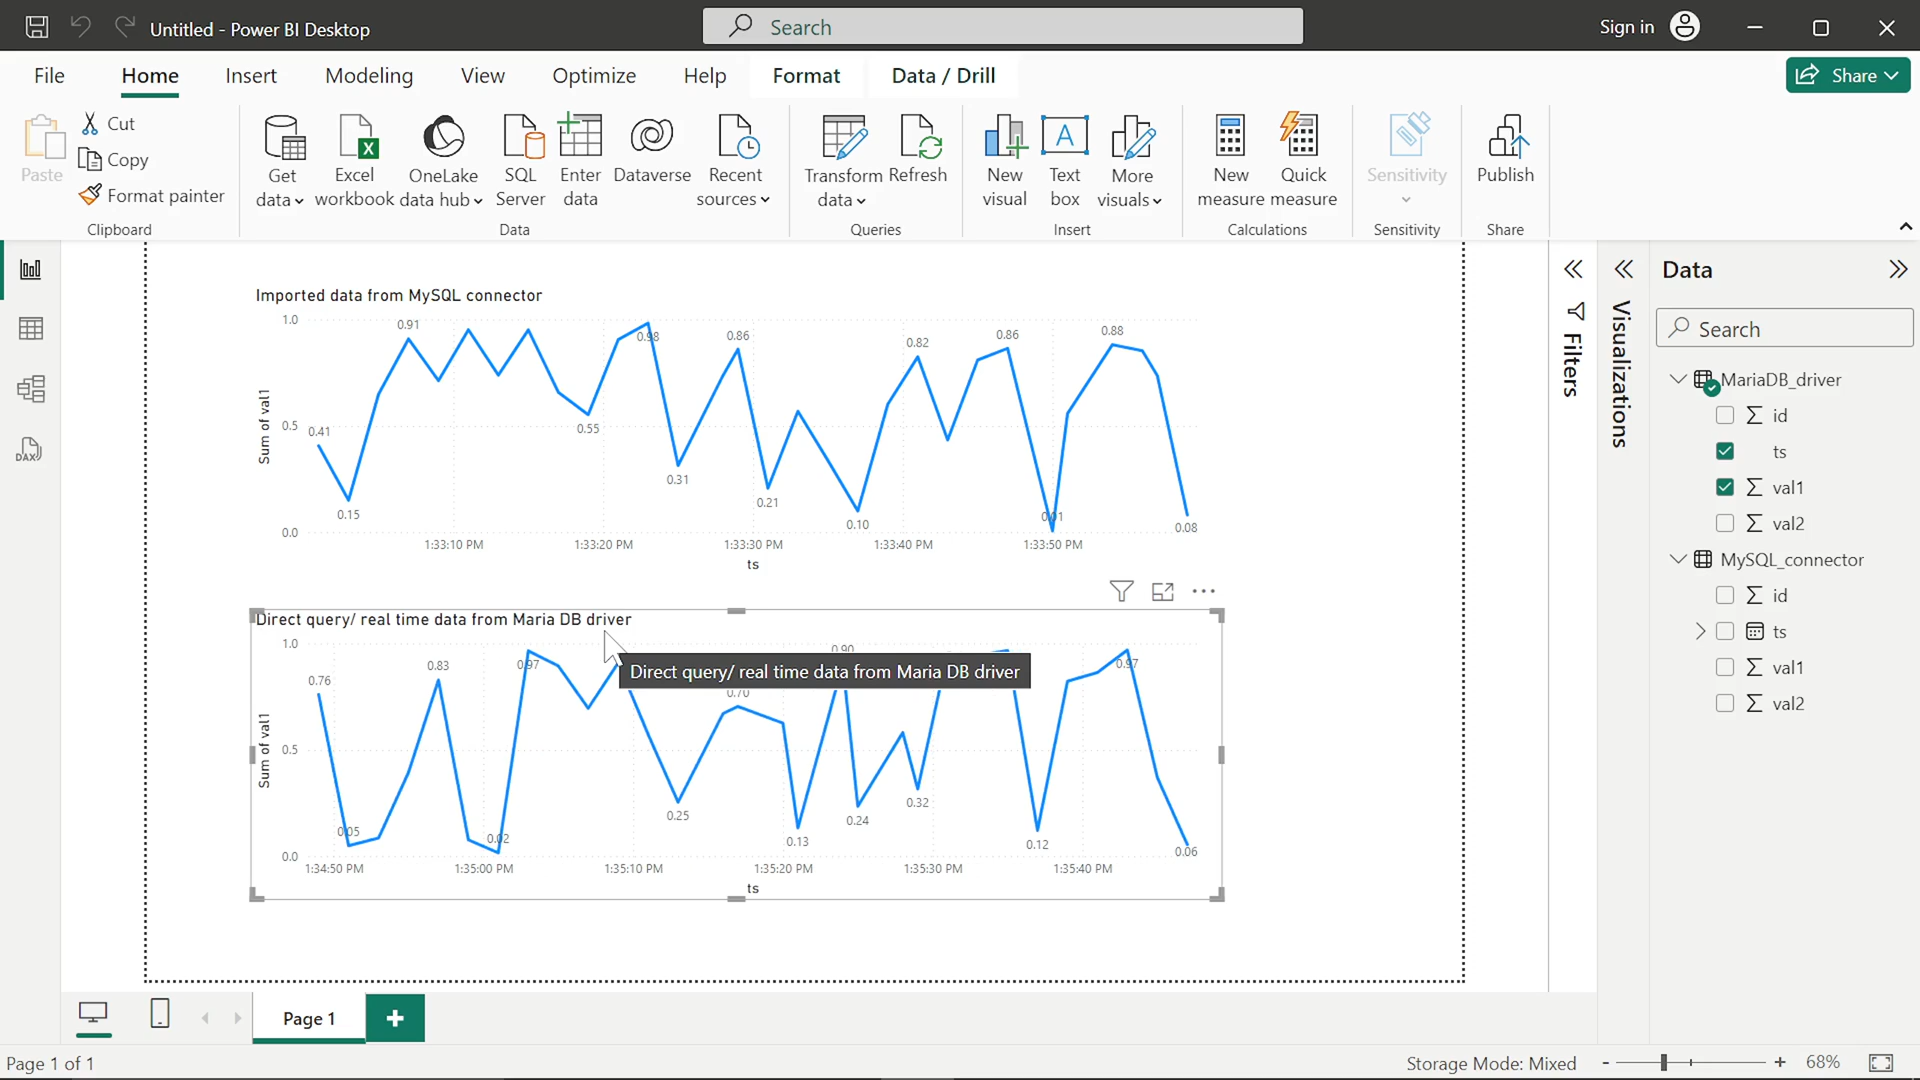 Untitled - Power BI Desktop
Search
Sign in
File
Home
Insert
Modeling
View
Optimize
Help
Format
Data / Drill
Share
Paste
Cut
Copy
Format painter
Clipboard
Get data
Excel workbook
OneLake data hub
SQL Server
Enter data
Dataverse
Recent sources
Data
Transform data
Refresh
Queries
New visual
Text box
More visuals
Insert
New measure
Quick measure
Calculations
Sensitivity
Sensitivity
Publish
Share
DAX
Imported data from MySQL connector
Sum of val1
1.0
0.5
0.0
0.41
0.15
0.91
0.55
0.98
0.31
0.86
0.21
0.10
0.82
0.86
0.01
0.88
0.08
1:33:10 PM
1:33:20 PM
1:33:30 PM
1:33:40 PM
1:33:50 PM
ts
Direct query/ real time data from Maria DB driver
Direct query/ real time data from Maria DB driver
Sum of val1
1.0
0.5
0.0
0.76
0.05
0.83
0.02
0.97
0.25
0.70
0.13
0.90
0.24
0.32
0.12
0.97
0.06
1:34:50 PM
1:35:00 PM
1:35:10 PM
1:35:20 PM
1:35:30 PM
1:35:40 PM
ts
Filters
Visualizations
Data
Search
MariaDB_driver
Σ id
ts
Σ val1
Σ val2
MySQL_connector
Σ id
ts
Σ val1
Σ val2
Page 1
Page 1 of 1
Storage Mode: Mixed
- + 68%